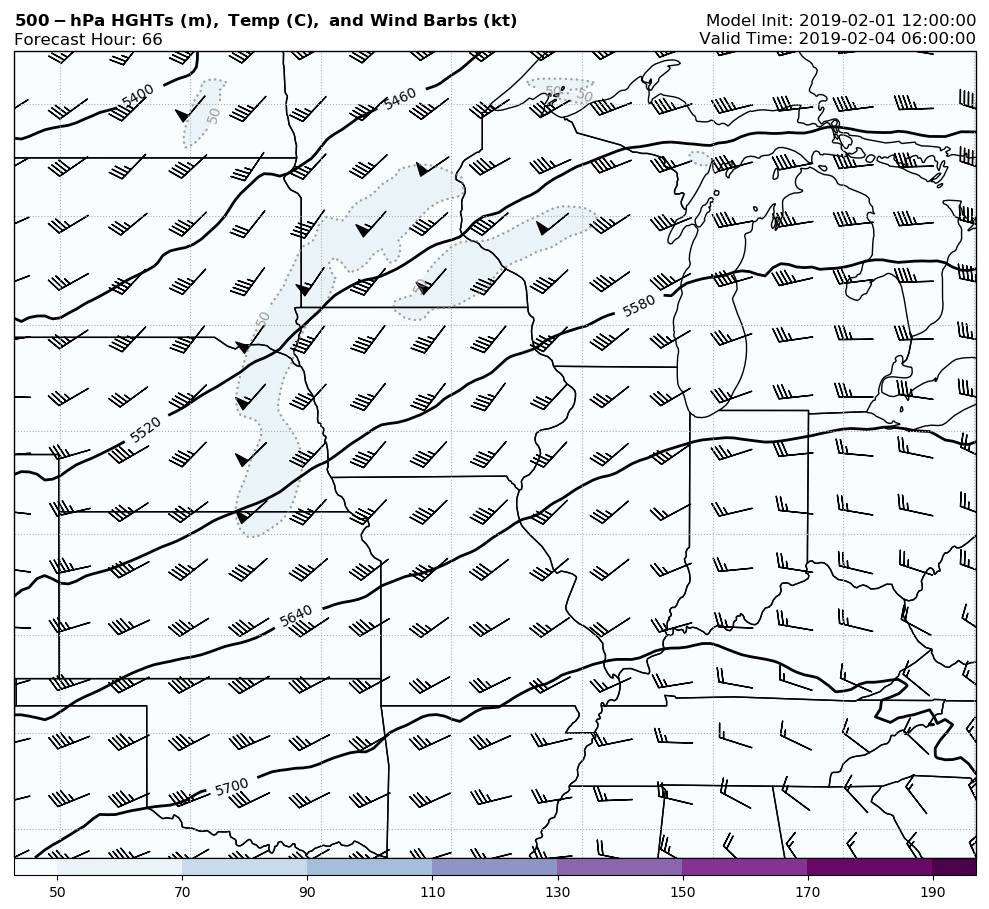 500-hPa HGHTs (m), Temp (C), and Wind Barbs (kt)
Model Init: 2019-02-01 12:00:00
Forecast Hour: 66
Valid Time: 2019-02-04 06:00:00
5400
5460
50
50
50
50
5580
5520
5640
5700
50 70 90 110 130 150 170 190